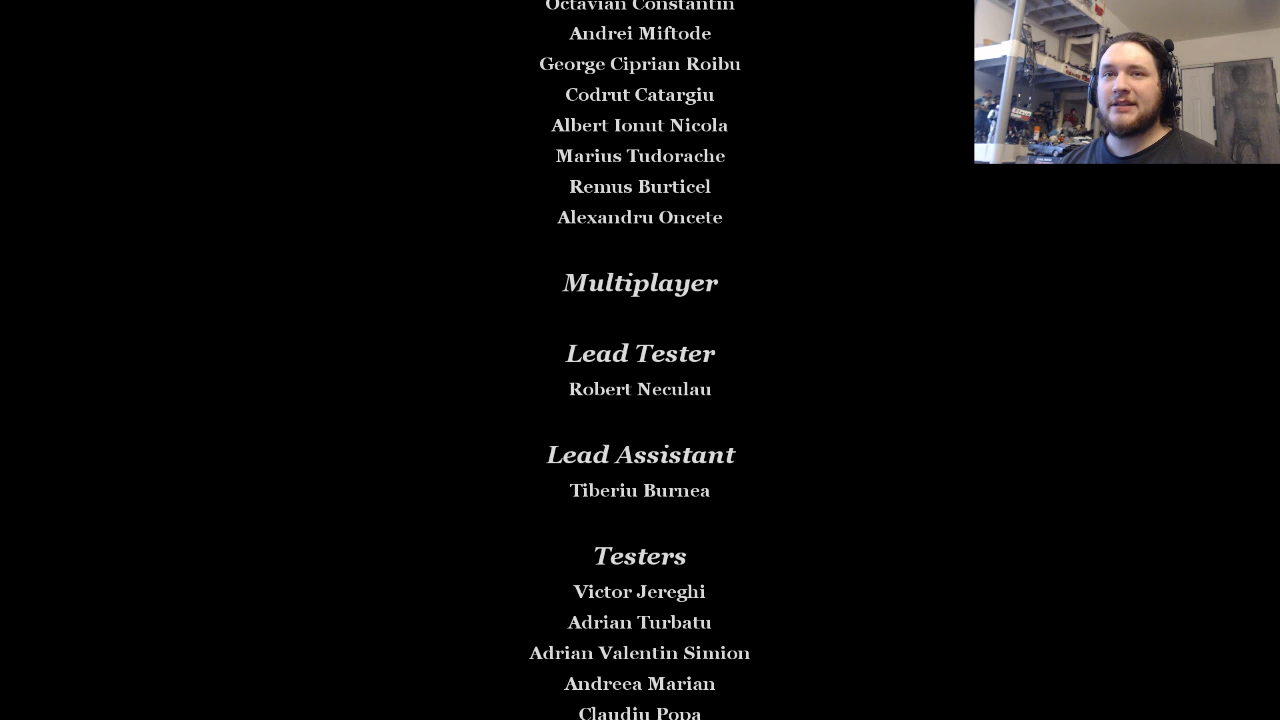 Octavian Constantin
Andrei Miftode
George Ciprian Roibu
Codrut Catargiu
Albert Ionut Nicola
Marius Tudorache
Remus Burticel
Alexandru Oncete
Multiplayer
Lead Tester
Robert Neculau
Lead Assistant
Tiberiu Burnea
Testers
Victor Jereghi
Adrian Turbatu
Adrian Valentin Simion
Andreea Marian
Claudiu Popa